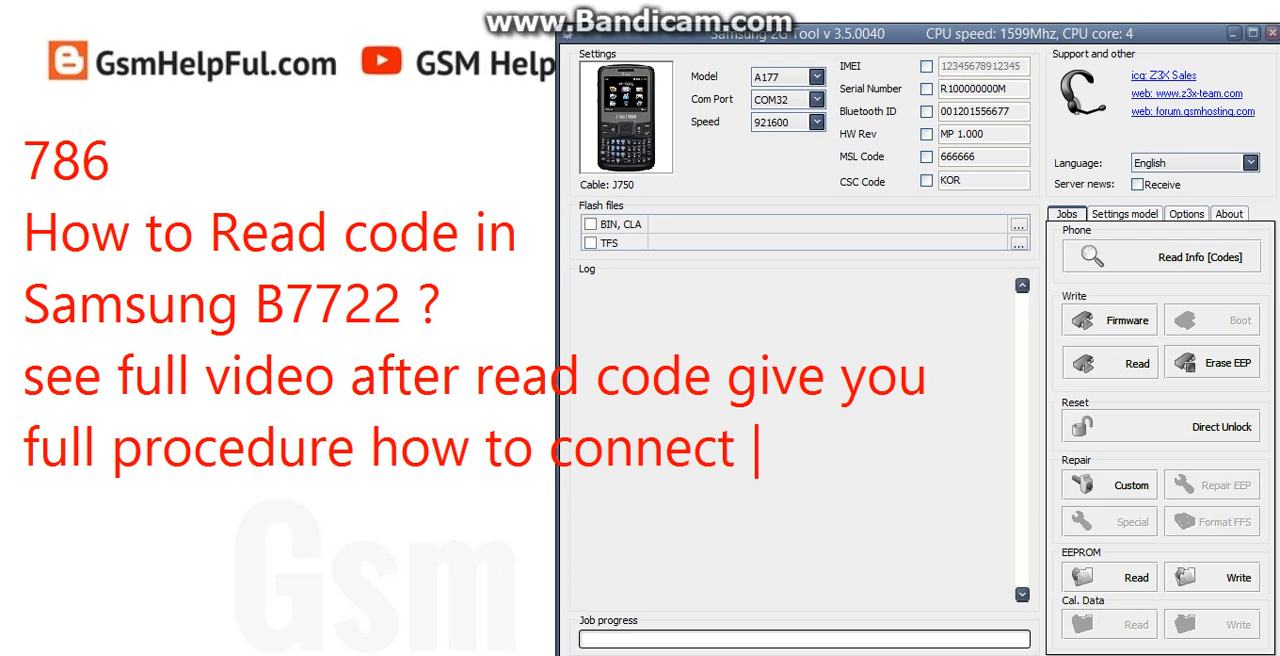 www.Bandicam.com
GsmHelpFul.com
GSM Help
Samsung 2G Tool v 3.5.0040
CPU speed: 1599Mhz, CPU core: 4
786
How to Read code in
Samsung B7722 ?
see full video after read code give you
full procedure how to connect |
Gsm
Settings
Cable: J750
Model
A177
Com Port
COM32
Speed
921600
IMEI
12345678912345
Serial Number
R100000000M
Bluetooth ID
001201556677
HW Rev
MP 1.000
MSL Code
666666
CSC Code
KOR
Flash files
BIN, CLA
...
TFS
...
Log
Job progress
Support and other
icq: Z3X Sales
web: www.z3x-team.com
web: forum.gsmhosting.com
Language:
English
Server news:
Receive
Jobs
Settings model
Options
About
Phone
Read Info [Codes]
Write
Firmware
Boot
Read
Erase EEP
Reset
Direct Unlock
Repair
Custom
Repair EEP
Special
Format FFS
EEPROM
Read
Write
Cal. Data
Read
Write